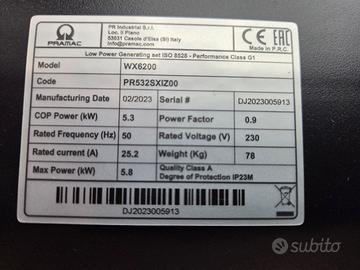 PRAMAC
PR Industrial S.r.l.
Loc. Il Piano
53031 Casole d'Elsa (SI) Italy
info@pramac.com
CE EAC
Made in P.R.C.
Low Power Generating set ISO 8528 - Performance Class G1
Model WX6200
Code PR532SXIZ00
Manufacturing Date 02/2023 Serial # DJ2023005913
COP Power (kW) 5.3 Power Factor 0.9
Rated Frequency (Hz) 50 Rated Voltage (V) 230
Rated current (A) 25.2 Weight (Kg) 78
Max Power (kW) 5.8 Quality Class A
Degree of Protection IP23M
DJ2023005913
subito